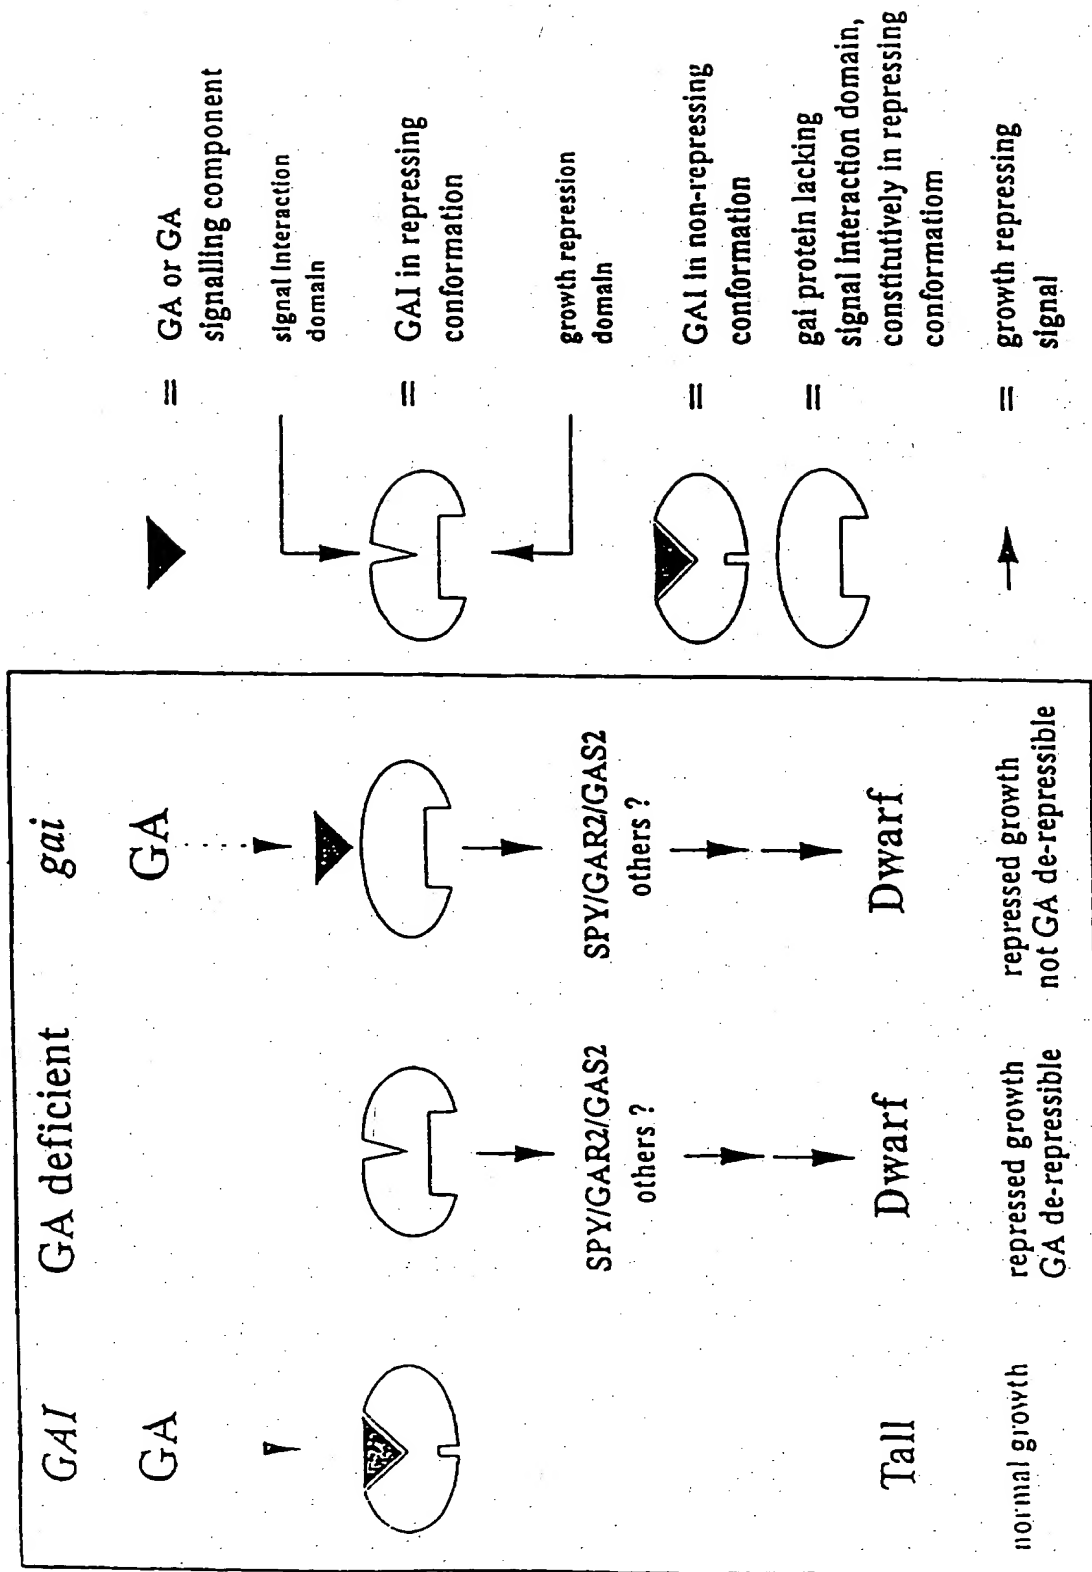 GAI
GA
Tall
normal growth
GA deficient
SPY/GAR2/GAS2
others ?
Dwarf
repressed growth
GA de-repressible
gai
GA
SPY/GAR2/GAS2
others ?
Dwarf
repressed growth
not GA de-repressible
= GA or GA
signalling component
signal Interaction
domain
= GAI in repressing
conformation
growth repression
domain
= GAI In non-repressing
conformation
= gai protein lacking
signal interaction domain,
constitutively in repressing
conformatiom
= growth repressing
signal